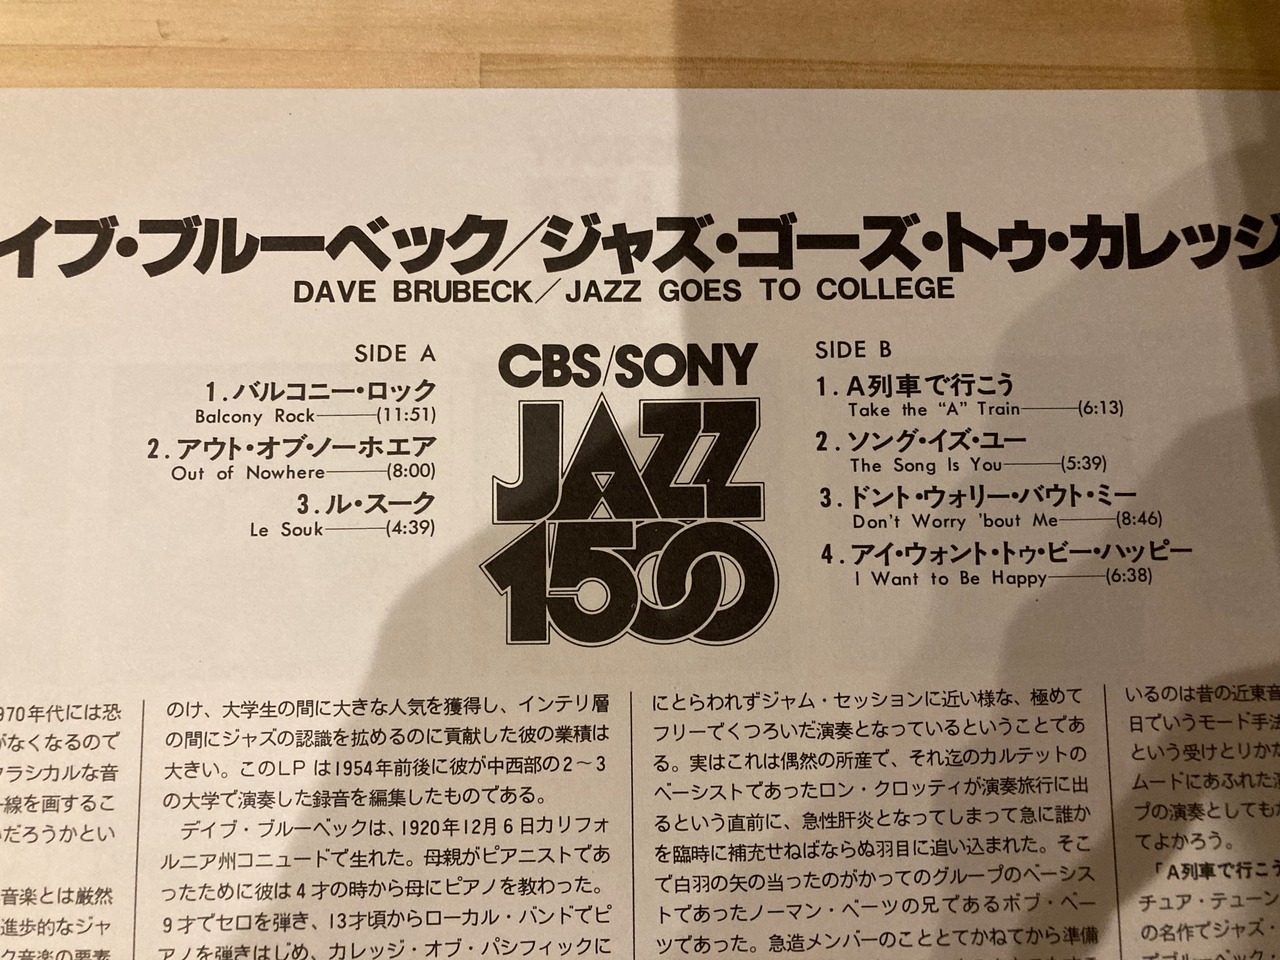 イブ・ブルーベック/ジャズ・ゴーズ・トゥ・カレッジ
DAVE BRUBECK/JAZZ GOES TO COLLEGE
SIDE A
1.バルコニー・ロック
Balcony Rock———(11:51)
2.アウト・オブ・ノーホエア
Out of Nowhere———(8:00)
3.ル・スーク
Le Souk———(4:39)
CBS/SONY
JAZZ
1500
SIDE B
1.A列車で行こう
Take the “A” Train———(6:13)
2.ソング・イズ・ユー
The Song Is You———(5:39)
3.ドント・ウォリー・バウト・ミー
Don't Worry 'bout Me———(8:46)
4.アイ・ウォント・トゥ・ビー・ハッピー
I Want to Be Happy———(6:38)
970年代には恐
がなくなるので
クラシカルな音
一線を画するこ
いだろうかとい
音楽とは厳然
進歩的なジャ
ク音楽の要素
のけ、大学生の間に大きな人気を獲得し、インテリ層
の間にジャズの認識を拡めるのに貢献した彼の業積は
大きい。このLP は1954年前後に彼が中西部の2〜3
の大学で演奏した録音を編集したものである。
デイブ・ブルーベックは、1920年12月6日カリフォ
ルニア州コニュードで生れた。母親がピアニストであ
ったために彼は4才の時から母にピアノを教わった。
9才でセロを弾き、13才頃からローカル・バンドでピ
アノを弾きはじめ、カレッジ・オブ・パシフィックに
にとらわれずジャム・セッションに近い様な、極めて
フリーでくつろいだ演奏となっているということであ
る。実はこれは偶然の所産で、それ迄のカルテットの
ベーシストであったロン・クロッティが演奏旅行に出
るという直前に、急性肝炎となってしまって急に誰か
を臨時に補充せねばならぬ羽目に追い込まれた。そこ
で白羽の矢の当ったのがかってのグループのベーシス
トであったノーマン・ベーツの兄であるボブ・ベー
ツであった。急造メンバーのこととてかねてから準備
いるのは昔の近東音
日でいうモード手法
という受けとりかた
ムードにあふれた演
ブの演奏としても
てよかろう。
「A列車で行こう
チュア・テューン
の名作でジャズ・
でブルーベック・